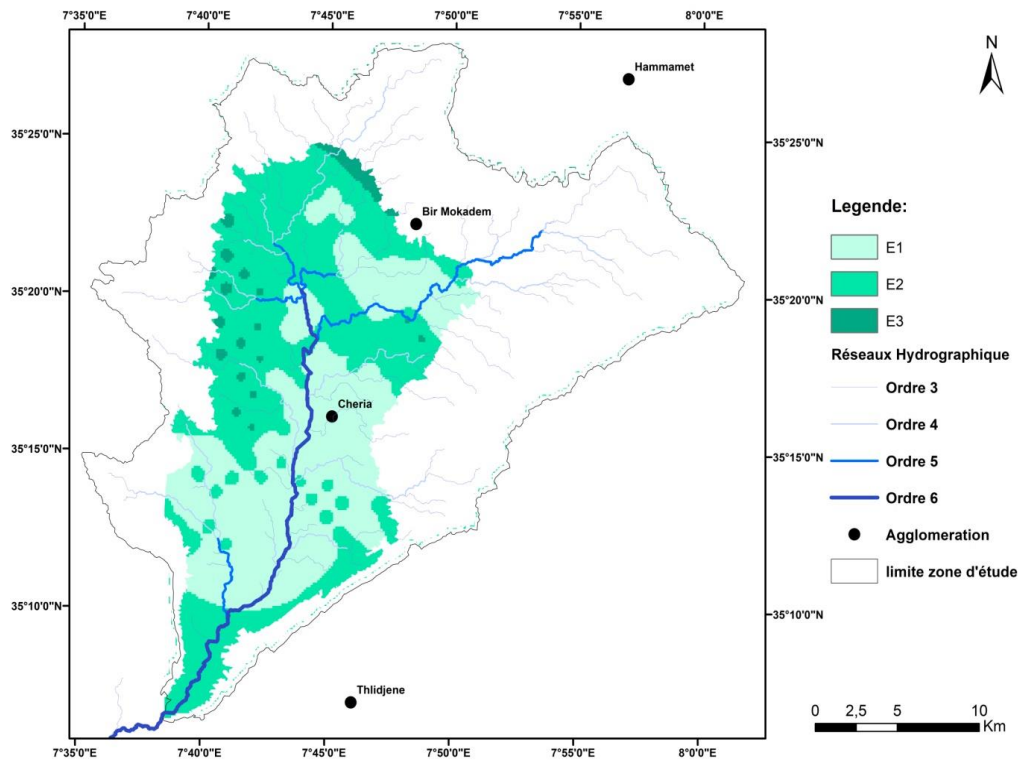 7°35'0"E 7°40'0"E 7°45'0"E 7°50'0"E 7°55'0"E 8°0'0"E
N
Hammamet
35°25'0"N
35°25'0"N
Bir Mokadem
Legende:
E1
E2
E3
35°20'0"N
35°20'0"N
Réseaux Hydrographique
Ordre 3
Cheria
Ordre 4
35°15'0"N
35°15'0"N
Ordre 5
Ordre 6
Agglomeration
limite zone d'étude
35°10'0"N
35°10'0"N
Thlidjene
0 2,5 5 10
Km
7°35'0"E 7°40'0"E 7°45'0"E 7°50'0"E 7°55'0"E 8°0'0"E